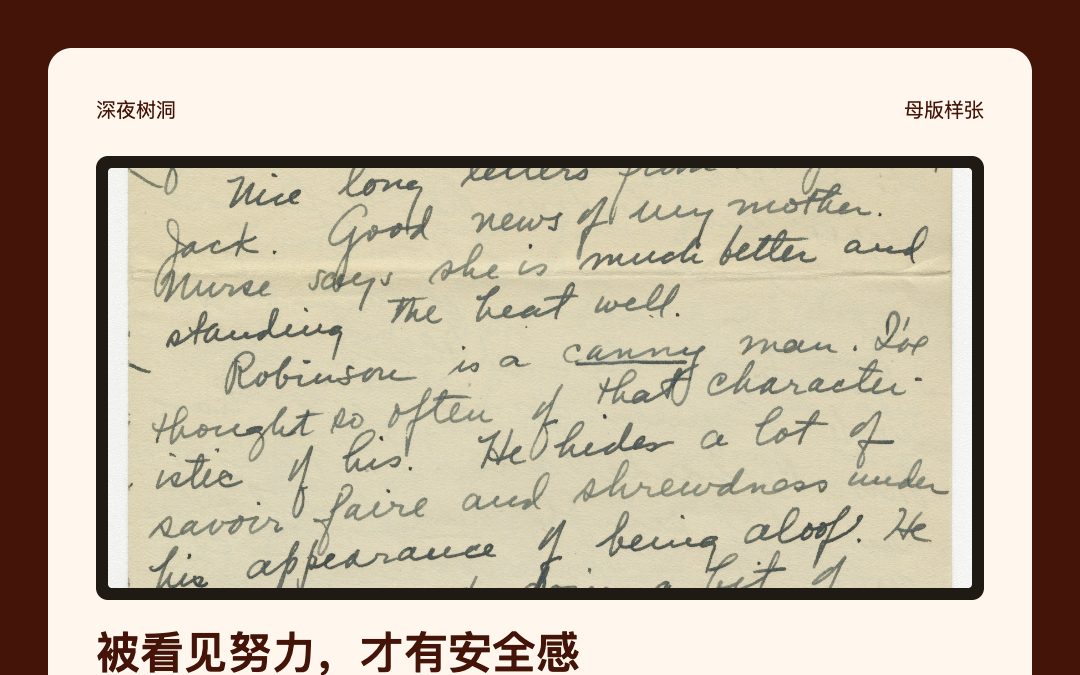 深夜树洞
母版样张
Nice long letters from
Jack. Good news of my mother.
Nurse says she is much better and
standing the heat well.
Robinson is a canny man. I've
thought so often of that character-
istic of his. He hides a lot of
savoir faire and shrewdness under
his appearance of being aloof. He
a bit of
被看见努力，才有安全感